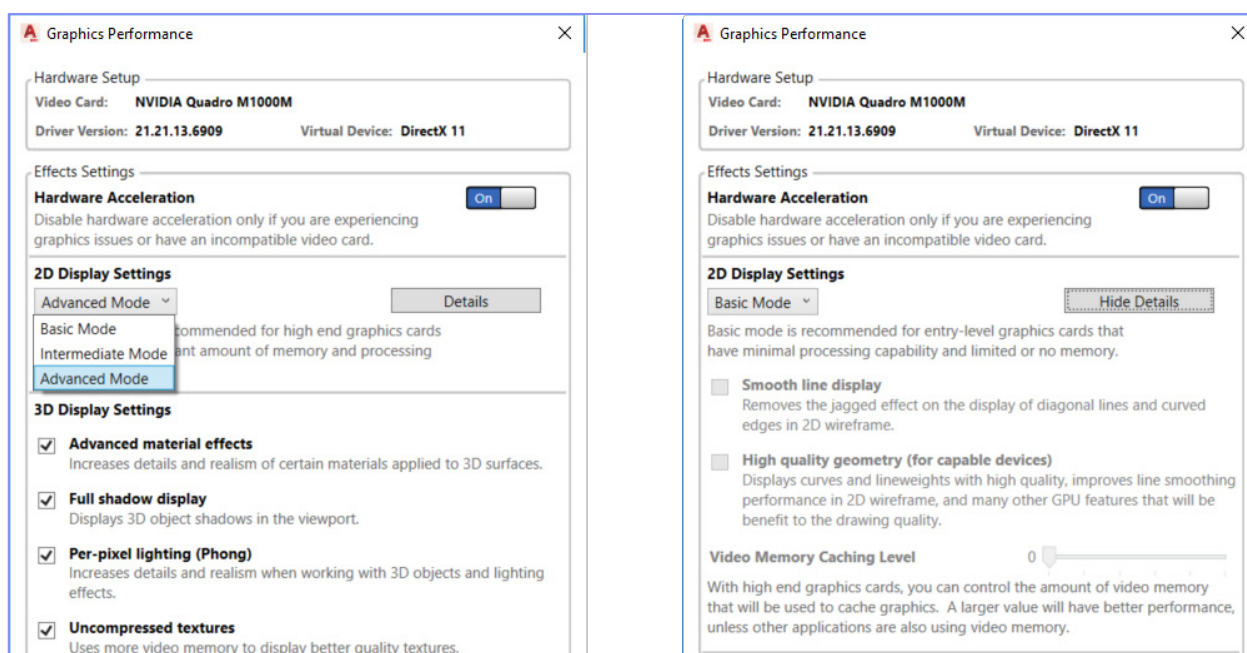 Graphics Performance
Hardware Setup
Video Card: NVIDIA Quadro M1000M
Driver Version: 21.21.13.6909 Virtual Device: DirectX 11
Effects Settings
Hardware Acceleration On
Disable hardware acceleration only if you are experiencing
graphics issues or have an incompatible video card.
2D Display Settings
Advanced Mode Details
Basic Mode
commended for high end graphics cards
Intermediate Mode
ant amount of memory and processing
Advanced Mode
3D Display Settings
Advanced material effects
Increases details and realism of certain materials applied to 3D surfaces.
Full shadow display
Displays 3D object shadows in the viewport.
Per-pixel lighting (Phong)
Increases details and realism when working with 3D objects and lighting
effects.
Uncompressed textures
Uses more video memory to display better quality textures.
Graphics Performance
Hardware Setup
Video Card: NVIDIA Quadro M1000M
Driver Version: 21.21.13.6909 Virtual Device: DirectX 11
Effects Settings
Hardware Acceleration On
Disable hardware acceleration only if you are experiencing
graphics issues or have an incompatible video card.
2D Display Settings
Basic Mode Hide Details
Basic mode is recommended for entry-level graphics cards that
have minimal processing capability and limited or no memory.
Smooth line display
Removes the jagged effect on the display of diagonal lines and curved
edges in 2D wireframe.
High quality geometry (for capable devices)
Displays curves and lineweights with high quality, improves line smoothing
performance in 2D wireframe, and many other GPU features that will be
benefit to the drawing quality.
Video Memory Caching Level 0
With high end graphics cards, you can control the amount of video memory
that will be used to cache graphics. A larger value will have better performance,
unless other applications are also using video memory.